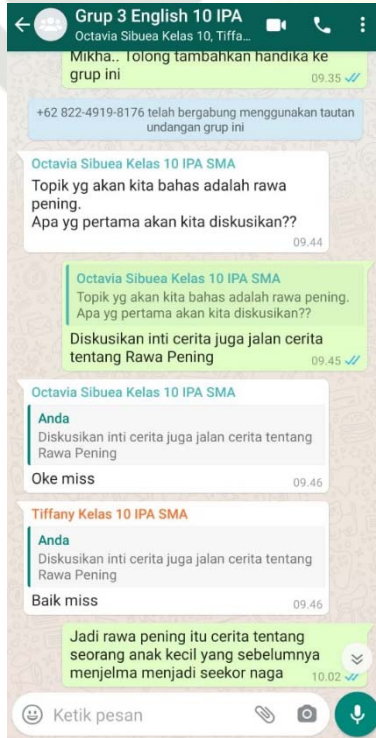 Grup 3 English 10 IPA
Octavia Sibuea Kelas 10, Tiffa...
Mikha.. Tolong tambahkan handika ke
grup ini
09.35
+62 822-4919-8176 telah bergabung menggunakan tautan
undangan grup ini
Octavia Sibuea Kelas 10 IPA SMA
Topik yg akan kita bahas adalah rawa
pening.
Apa yg pertama akan kita diskusikan??
09.44
Octavia Sibuea Kelas 10 IPA SMA
Topik yg akan kita bahas adalah rawa pening.
Apa yg pertama akan kita diskusikan??
Diskusikan inti cerita juga jalan cerita
tentang Rawa Pening
09.45
Octavia Sibuea Kelas 10 IPA SMA
Anda
Diskusikan inti cerita juga jalan cerita tentang
Rawa Pening
Oke miss
09.46
Tiffany Kelas 10 IPA SMA
Anda
Diskusikan inti cerita juga jalan cerita tentang
Rawa Pening
Baik miss
09.46
Jadi rawa pening itu cerita tentang
seorang anak kecil yang sebelumnya
menjelma menjadi seekor naga
10.02
Ketik pesan